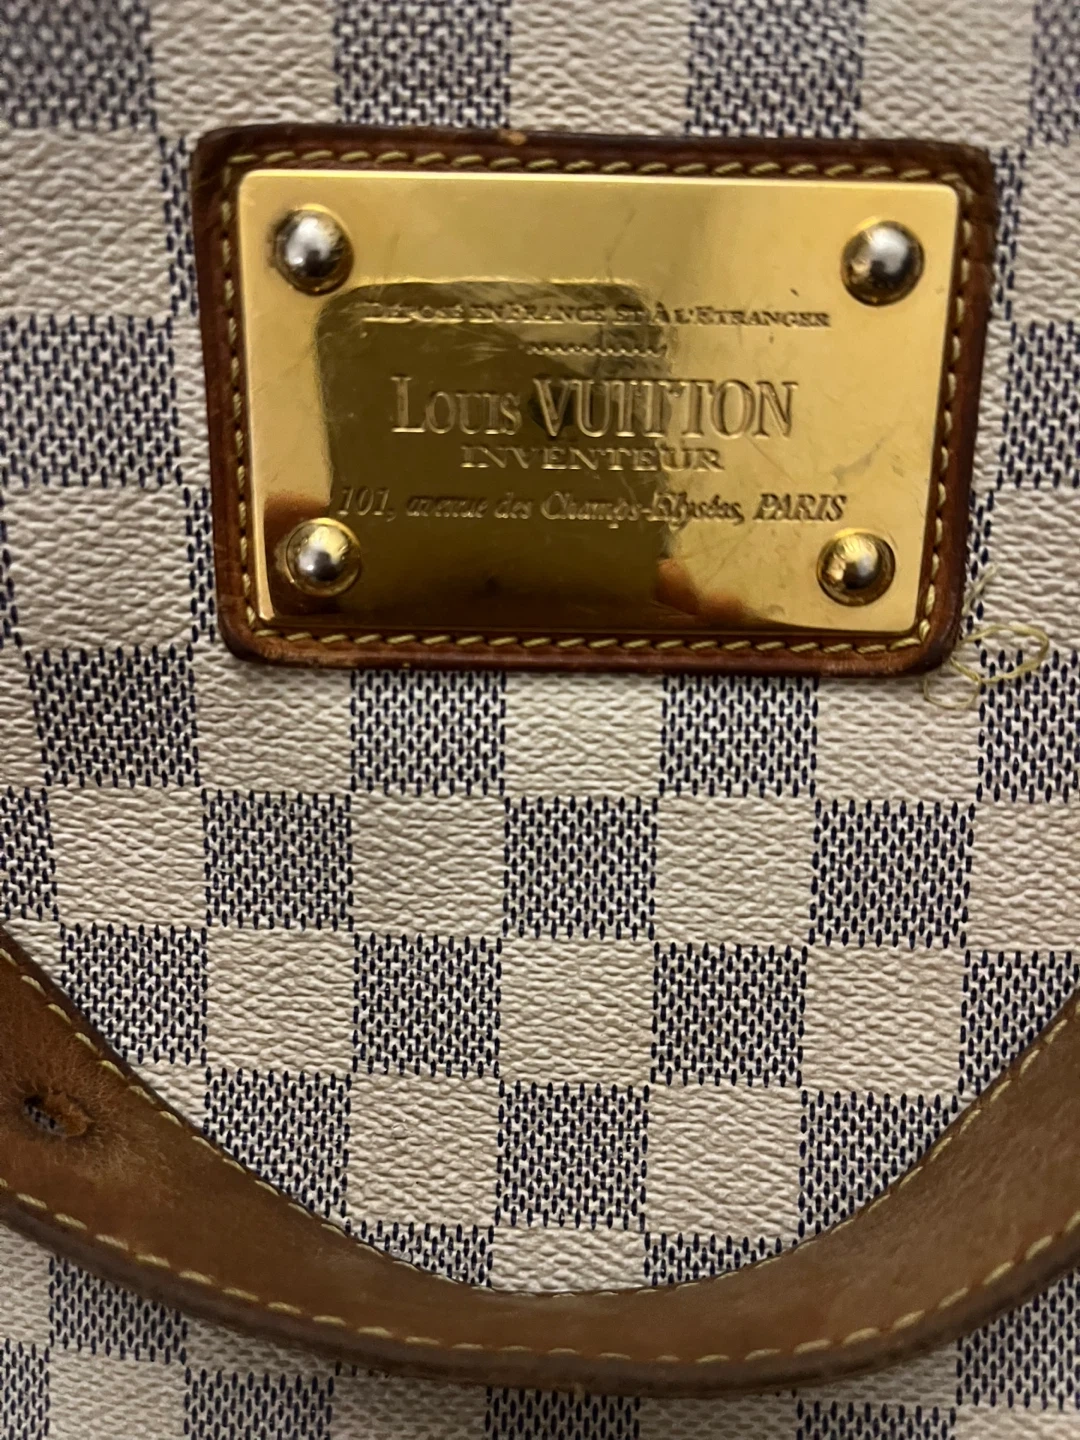 DÉPOSÉ EN FRANCE ET À L'ETRANGER
Louis VUITTON
INVENTEUR
101, avenue des Champs-Elysées, PARIS